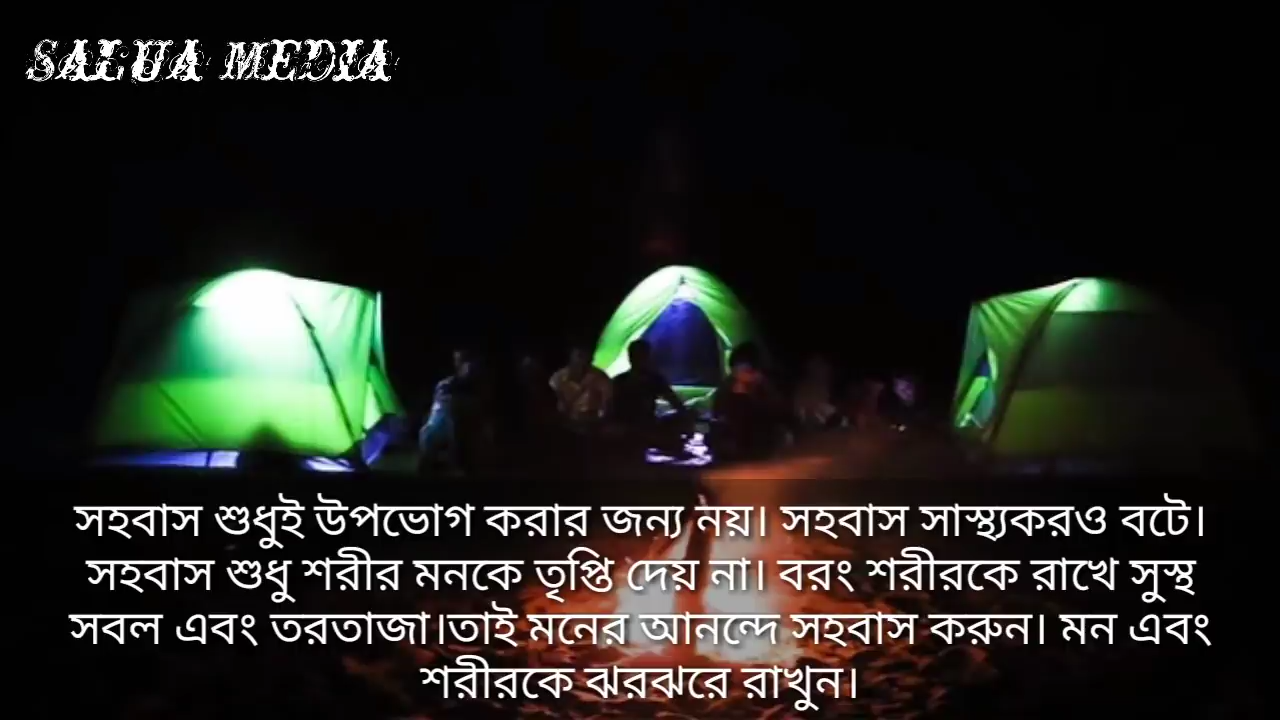 SALUA MEDIA
সহবাস শুধুই উপভোগ করার জন্য নয়। সহবাস সাস্থ্যকরও বটে।
সহবাস শুধু শরীর মনকে তৃপ্তি দেয় না। বরং শরীরকে রাখে সুস্থ
সবল এবং তরতাজা।তাই মনের আনন্দে সহবাস করুন। মন এবং
শরীরকে ঝরঝরে রাখুন।